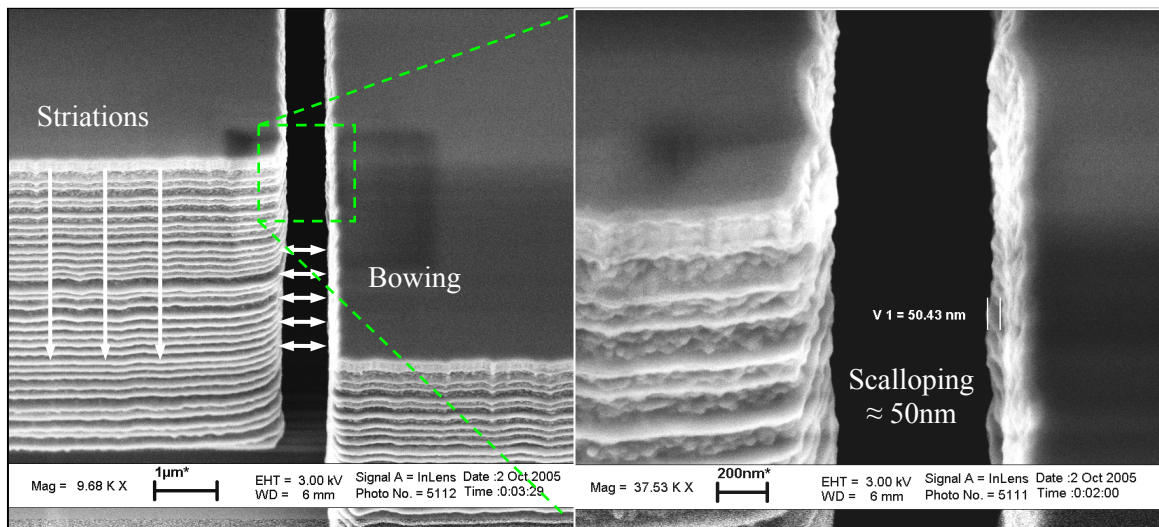 Striations
Bowing
Mag = 9.68 K X
1µm*
EHT = 3.00 kV
WD = 6 mm
Signal A = InLens
Photo No. = 5112
Date :2 Oct 2005
Time :0:03:29
V 1 = 50.43 nm
Scalloping
≈ 50nm
Mag = 37.53 K X
200nm*
EHT = 3.00 kV
WD = 6 mm
Signal A = InLens
Photo No. = 5111
Date :2 Oct 2005
Time :0:02:00